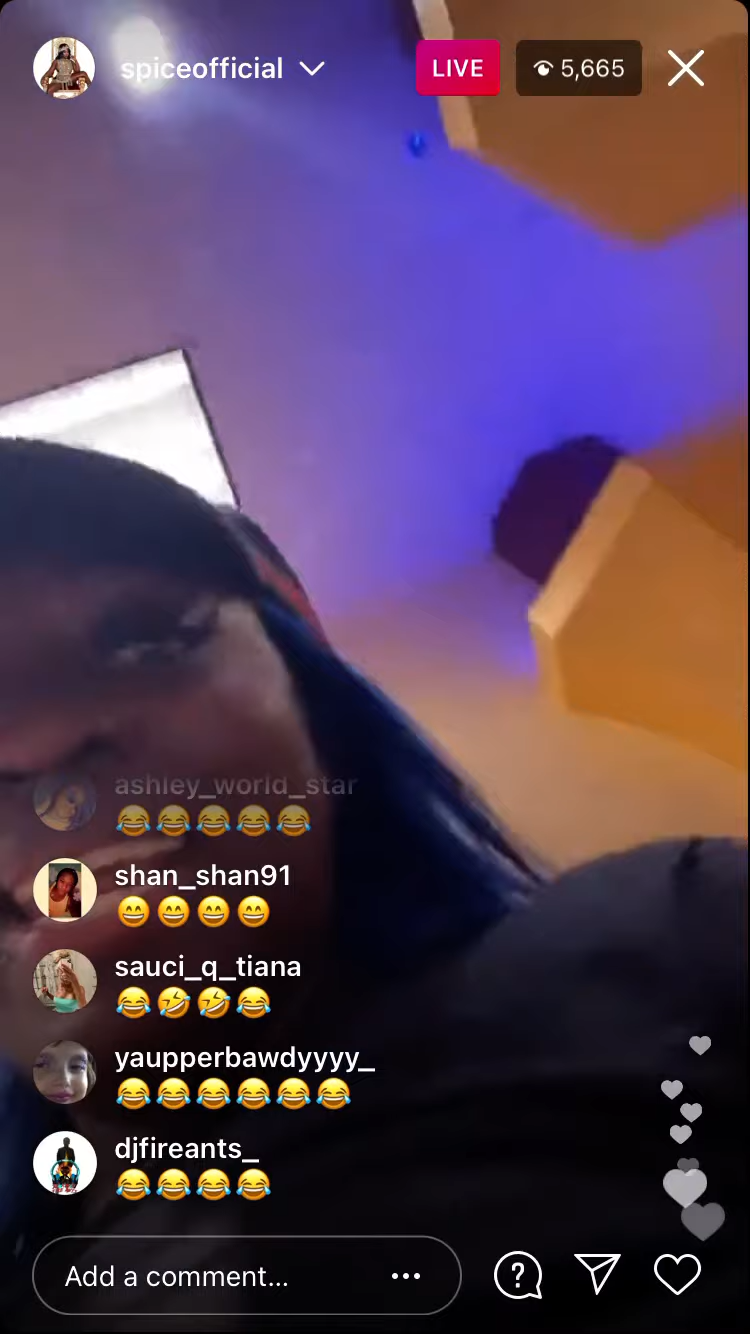 spiceofficial
LIVE
5,665
ashley_world_star
😂😂😂😂😂
shan_shan91
😄😄😄😄
sauci_q_tiana
😂🤣🤣😂
yaupperbawdyyyy_
😂😂😂😂😂😂
djfireants_
😂😂😂😂
Add a comment...